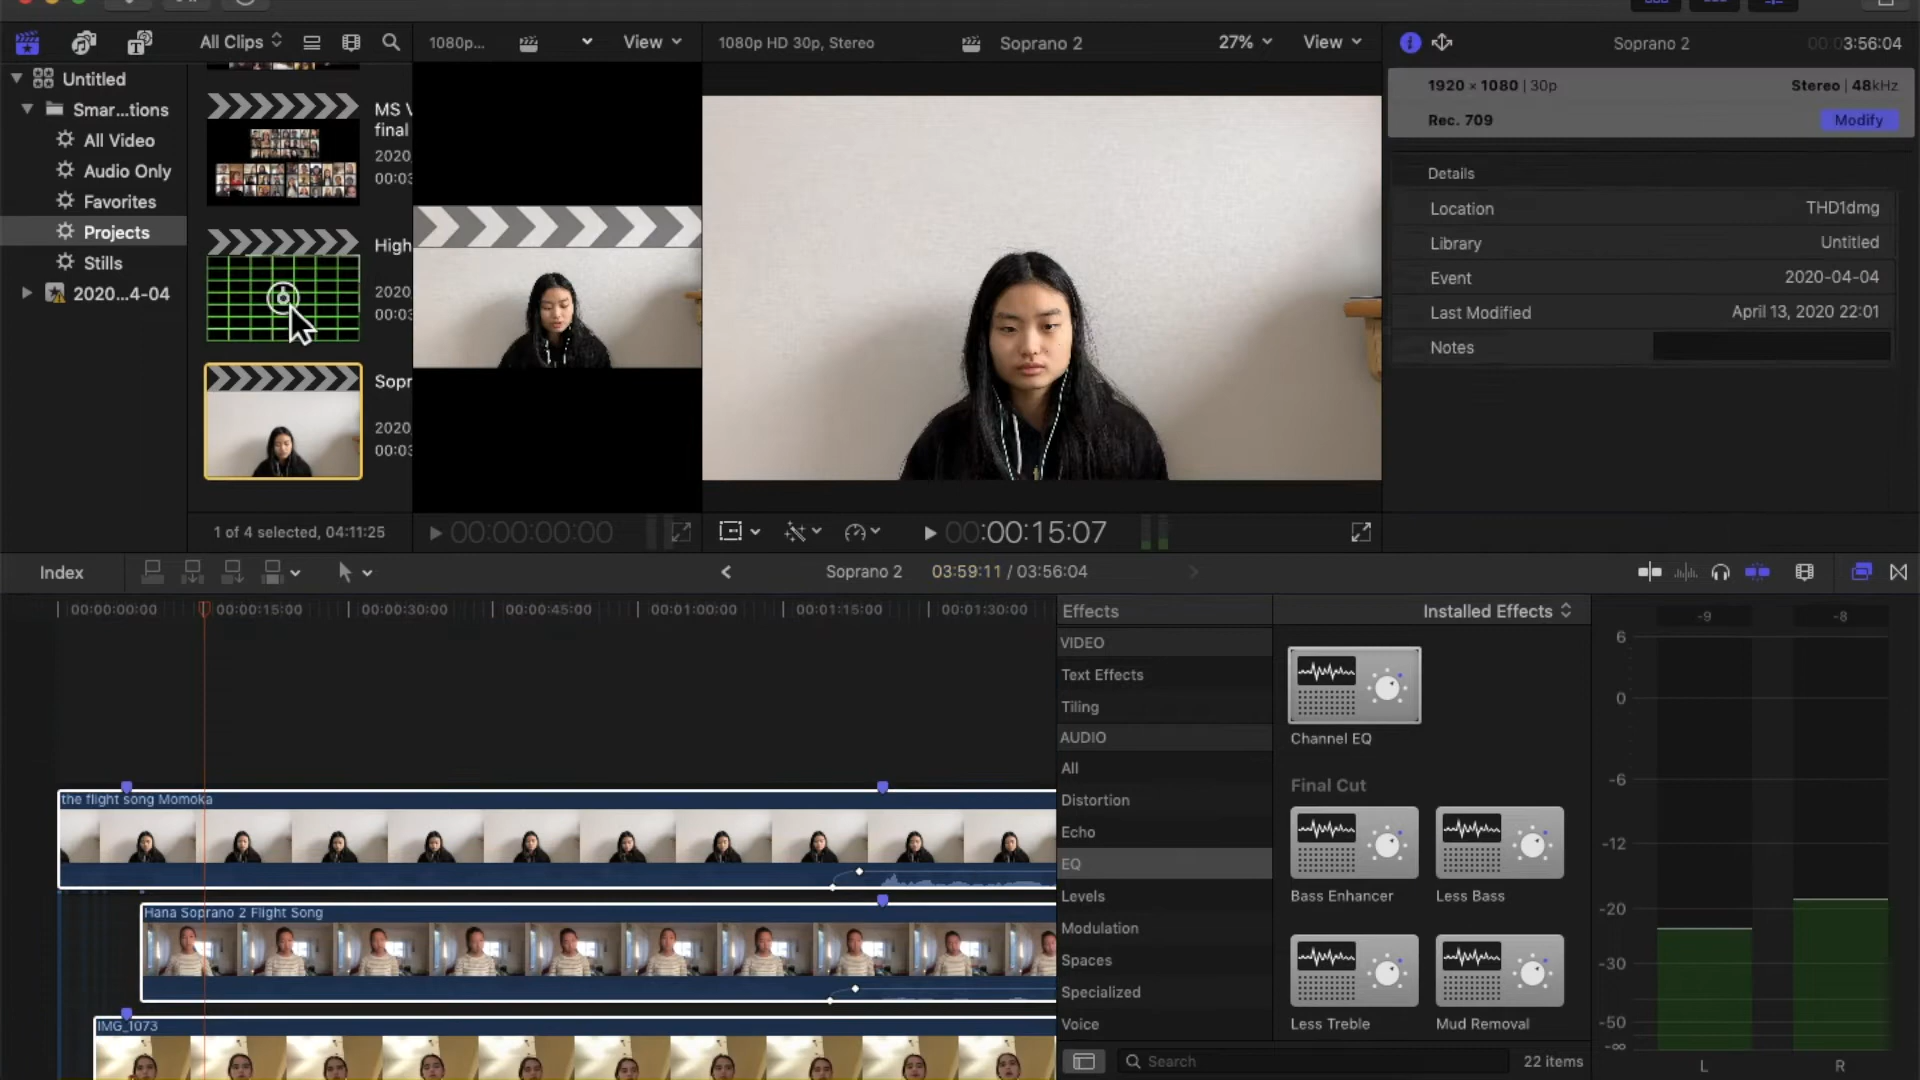 All Clips
1080p...
View
1080p HD 30p, Stereo
Soprano 2
27%
View
Soprano 2
00:03:56:04
Untitled
Smar...tions
All Video
Audio Only
Favorites
Projects
Stills
2020...4-04
MS V
final
2020
00:03
High
2020
00:03
Sopr
2020
00:03
1 of 4 selected, 04:11:25
00:00:00:00
00:00:15:07
1920 × 1080 | 30p
Stereo | 48kHz
Rec. 709
Modify
Details
Location THD1dmg
Library Untitled
Event 2020-04-04
Last Modified April 13, 2020 22:01
Notes
Index
Soprano 2
03:59:11 / 03:56:04
00:00:00:00
00:00:15:00
00:00:30:00
00:00:45:00
00:01:00:00
00:01:15:00
00:01:30:00
the flight song Momoka
Hana Soprano 2 Flight Song
IMG_1073
Effects
Installed Effects
VIDEO
Text Effects
Tiling
AUDIO
All
Distortion
Echo
EQ
Levels
Modulation
Spaces
Specialized
Voice
Channel EQ
Final Cut
Bass Enhancer
Less Bass
Less Treble
Mud Removal
Search
22 items
-9
-8
6
0
-6
-12
-20
-30
-50
-∞
L
R